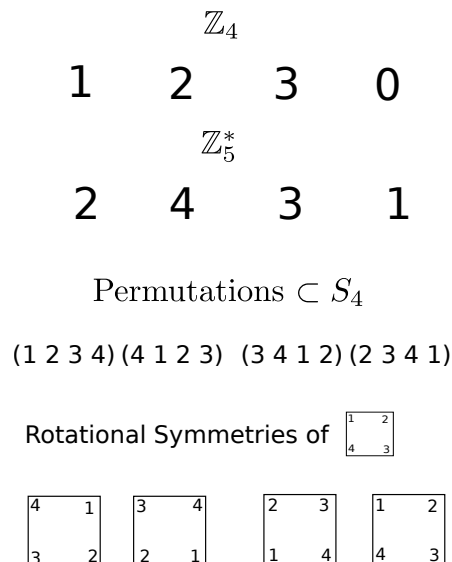 ℤ₄
1 2 3 0
ℤ₅*
2 4 3 1
Permutations ⊂ S₄
(1 2 3 4) (4 1 2 3) (3 4 1 2) (2 3 4 1)
Rotational Symmetries of
1 2
4 3
4 1 3 4 2 3 1 2
3 2 2 1 1 4 4 3